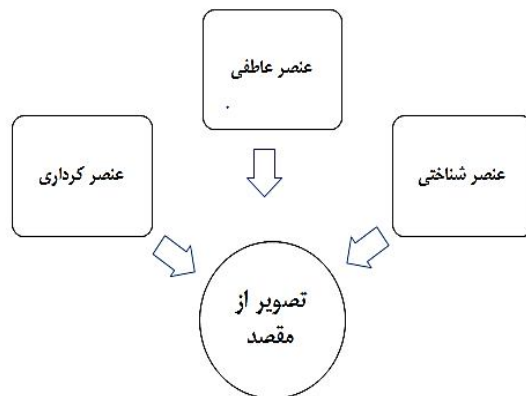 عنصر عاطفی
.
عنصر شناختی
عنصر کرداری
تصویر از
مقصد